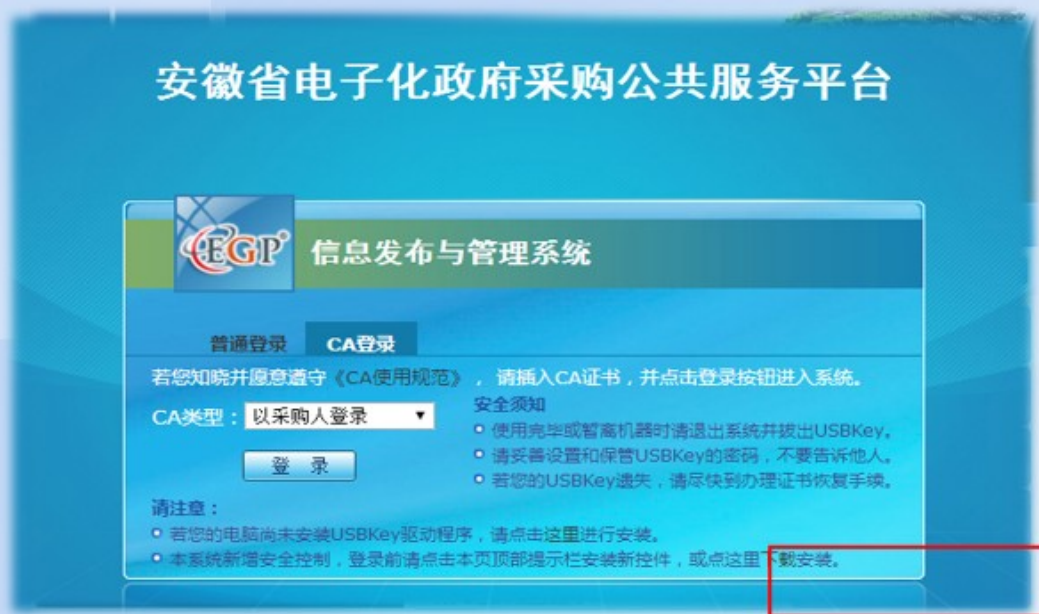 安徽省电子化政府采购公共服务平台
EGP®
信息发布与管理系统
普通登录 CA登录
若您知晓并愿意遵守《CA使用规范》，请插入CA证书，并点击登录按钮进入系统。
CA类型：以采购人登录
登 录
安全须知
使用完毕或暂离机器时请退出系统并拔出USBKey。
请妥善设置和保管USBKey的密码，不要告诉他人。
若您的USBKey遗失，请尽快到办理证书恢复手续。
请注意：
若您的电脑尚未安装USBKey驱动程序，请点击这里进行安装。
本系统新增安全控制，登录前请点击本页顶部提示栏安装新控件，或点这里下载安装。